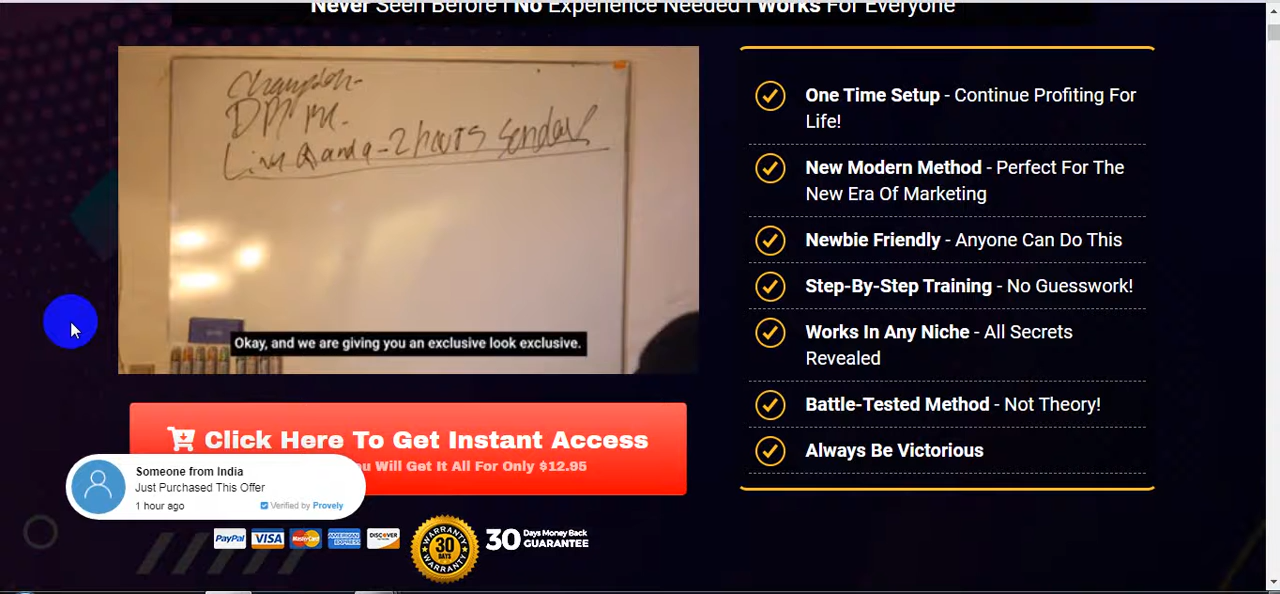 Never Seen Before | No Experience Needed | Works For Everyone
Live Q and a - 2 hours
Okay, and we are giving you an exclusive look exclusive.
Click Here To Get Instant Access
u Will Get It All For Only $12.95
Someone from India
Just Purchased This Offer
1 hour ago
Verified by Provely
PayPal VISA MasterCard AMERICAN EXPRESS DISCOVER
WARRANTY
30
DAYS
WARRANTY
30 Days Money Back
GUARANTEE
One Time Setup - Continue Profiting For
Life!
New Modern Method - Perfect For The
New Era Of Marketing
Newbie Friendly - Anyone Can Do This
Step-By-Step Training - No Guesswork!
Works In Any Niche - All Secrets
Revealed
Battle-Tested Method - Not Theory!
Always Be Victorious